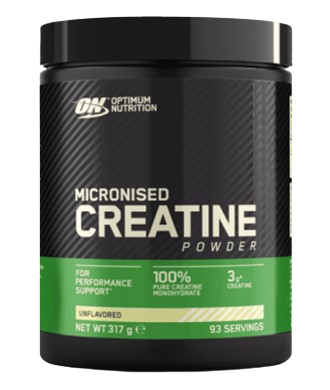 ON OPTIMUM
NUTRITION
MICRONISED
CREATINE
POWDER
FOR
PERFORMANCE
SUPPORT*
100%
PURE CREATINE
MONOHYDRATE
3g*
CREATINE
UNFLAVORED
NET WT 317 g ℮
93 SERVINGS